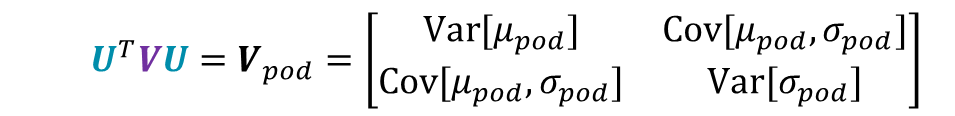 UᵀVU = V_pod = [ Var[μ_pod] Cov[μ_pod, σ_pod]
Cov[μ_pod, σ_pod] Var[σ_pod] ]